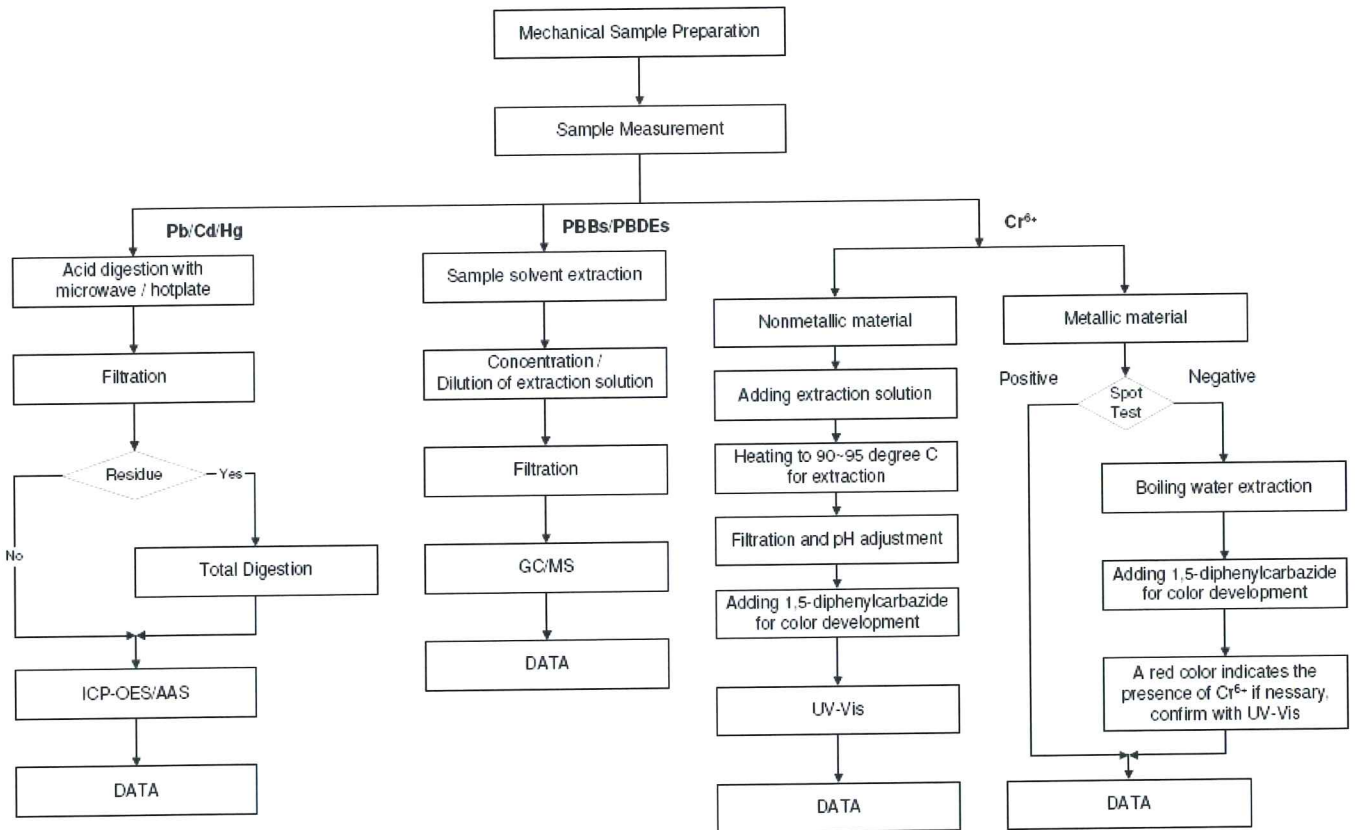 Mechanical Sample Preparation
Sample Measurement
Pb/Cd/Hg
Acid digestion with
microwave / hotplate
Filtration
Residue
Yes
No
Total Digestion
ICP-OES/AAS
DATA
PBBs/PBDEs
Sample solvent extraction
Concentration /
Dilution of extraction solution
Filtration
GC/MS
DATA
Cr⁶⁺
Nonmetallic material
Adding extraction solution
Heating to 90~95 degree C
for extraction
Filtration and pH adjustment
Adding 1,5-diphenylcarbazide
for color development
UV-Vis
DATA
Metallic material
Positive
Negative
Spot
Test
Boiling water extraction
Adding 1,5-diphenylcarbazide
for color development
A red color indicates the
presence of Cr⁶⁺ if nessary,
confirm with UV-Vis
DATA